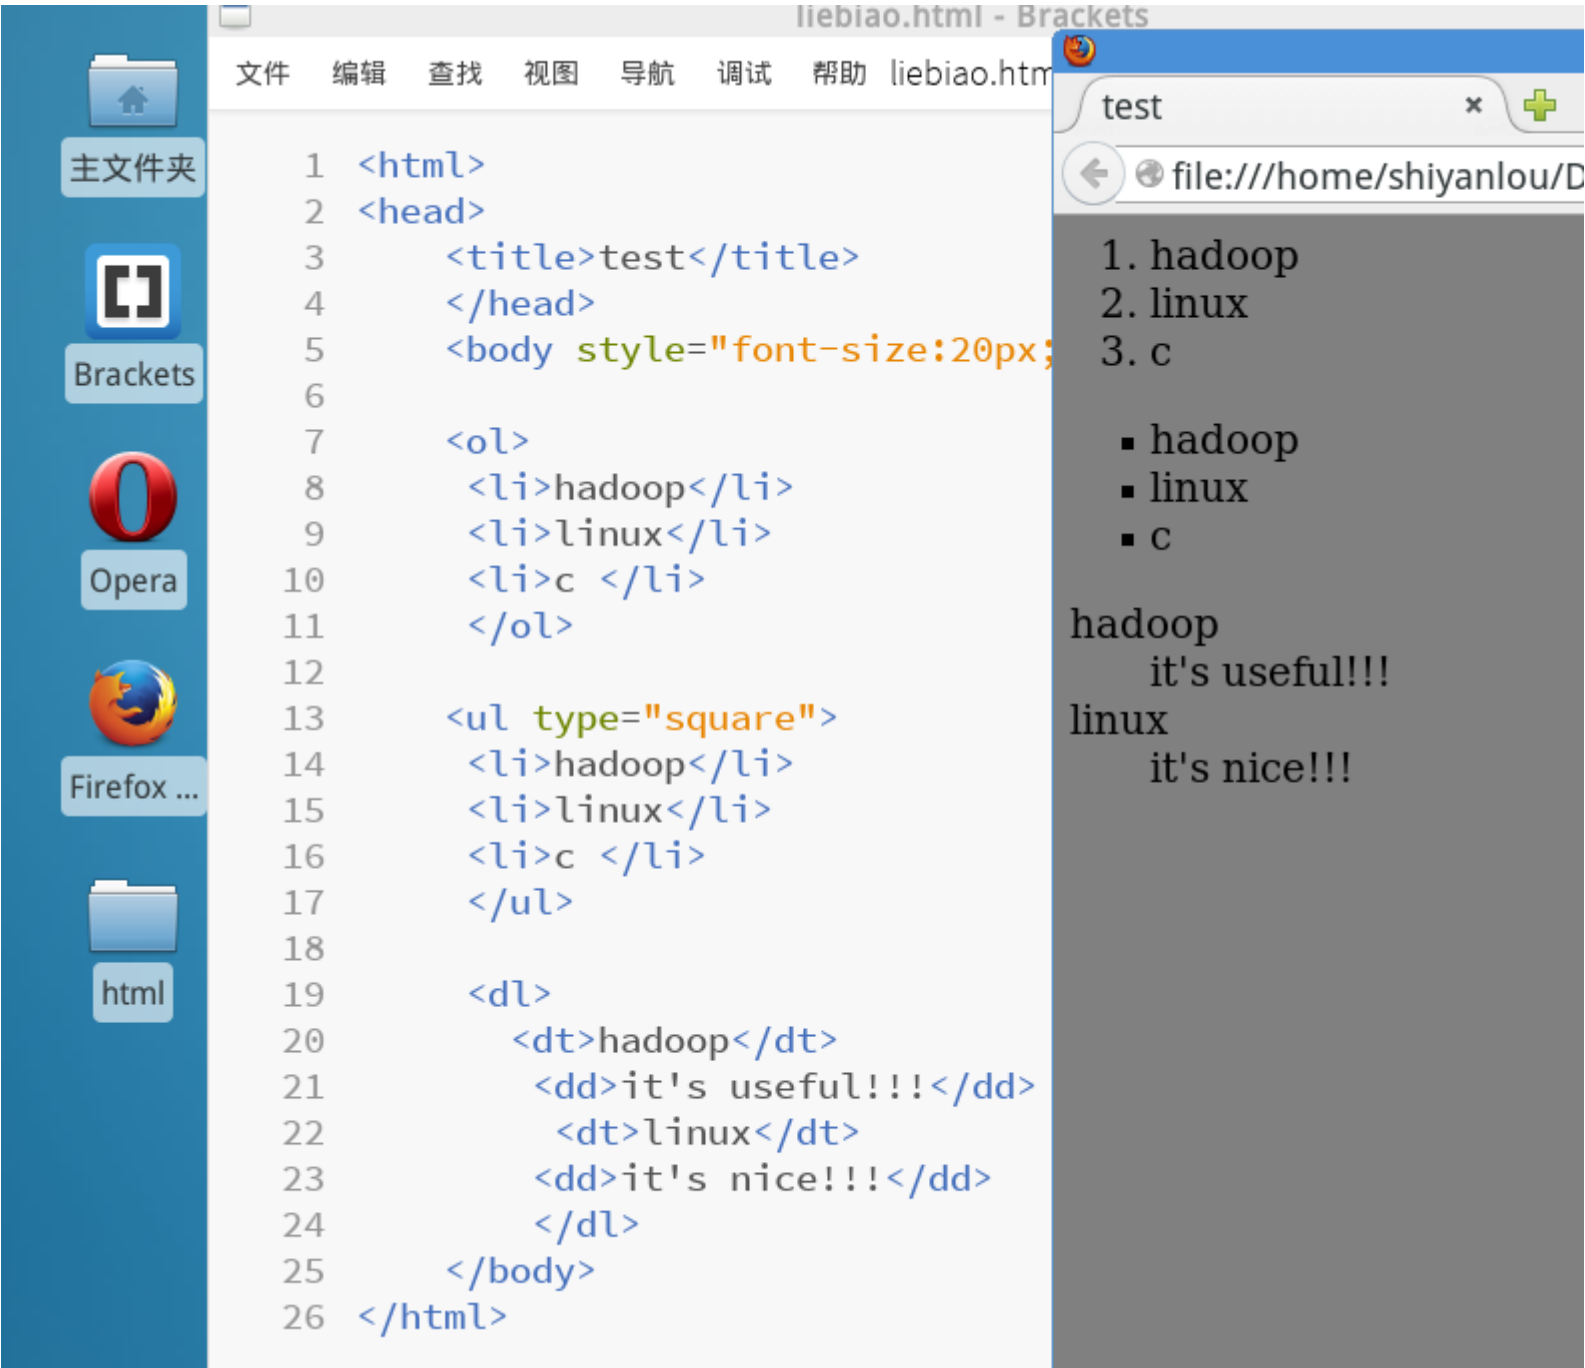 liebiao.html - Brackets
文件 编辑 查找 视图 导航 调试 帮助 liebiao.htm
主文件夹
Brackets
Opera
Firefox ...
html
1 <html>
2 <head>
3 <title>test</title>
4 </head>
5 <body style="font-size:20px;
6
7 <ol>
8 <li>hadoop</li>
9 <li>linux</li>
10 <li>c </li>
11 </ol>
12
13 <ul type="square">
14 <li>hadoop</li>
15 <li>linux</li>
16 <li>c </li>
17 </ul>
18
19 <dl>
20 <dt>hadoop</dt>
21 <dd>it's useful!!!</dd>
22 <dt>linux</dt>
23 <dd>it's nice!!!</dd>
24 </dl>
25 </body>
26 </html>
test
file:///home/shiyanlou/D
1. hadoop
2. linux
3. c
▪ hadoop
▪ linux
▪ c
hadoop
it's useful!!!
linux
it's nice!!!